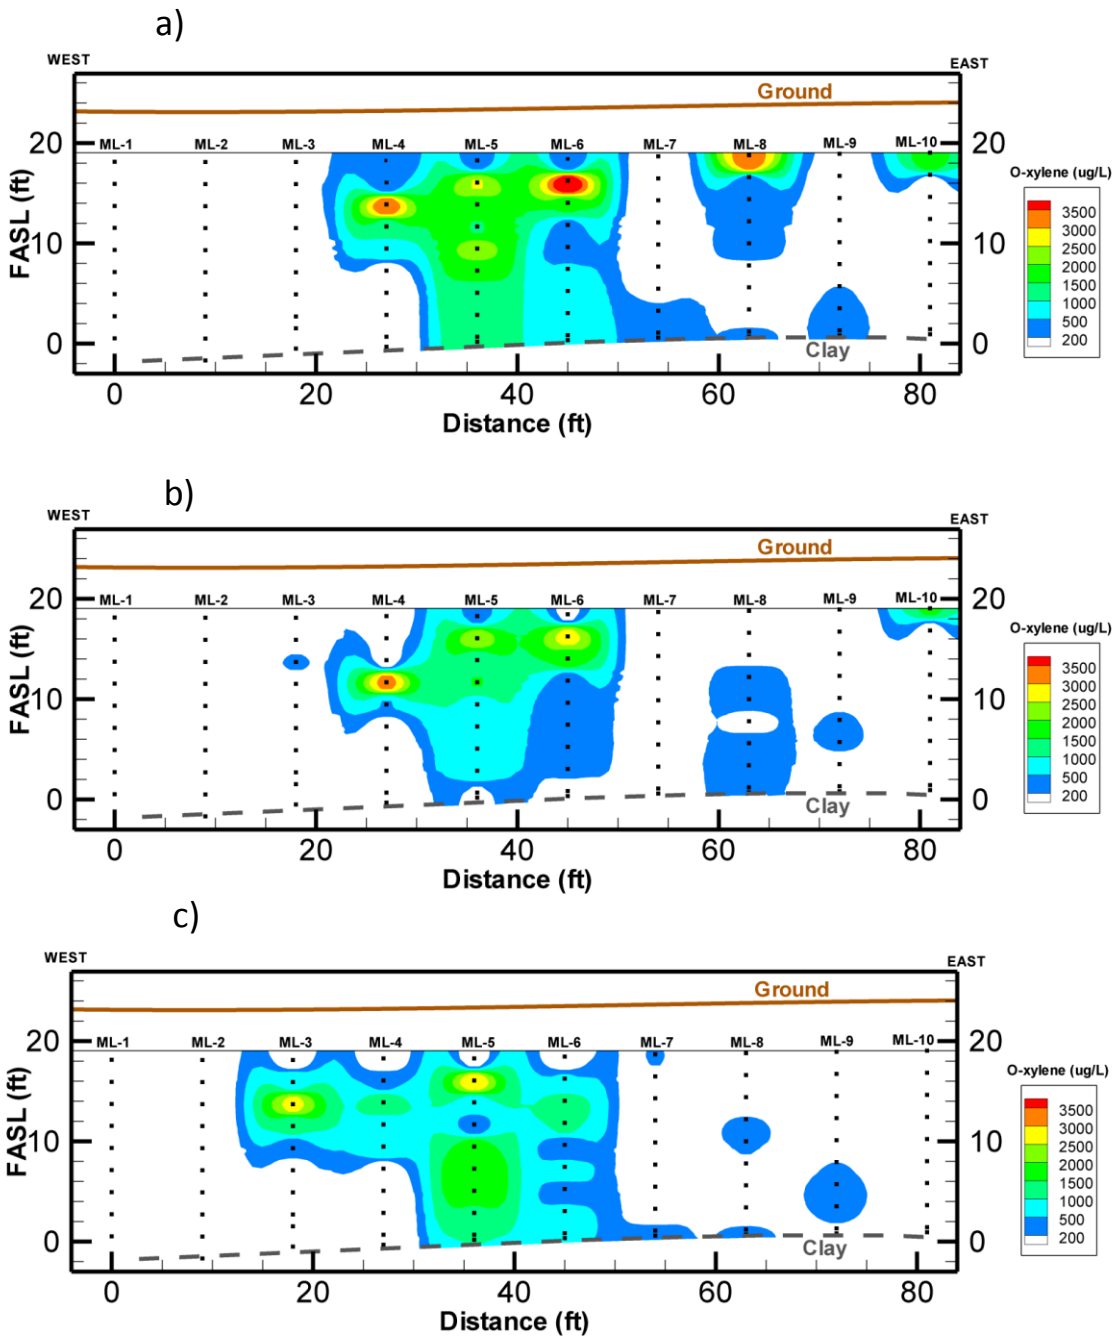 a)
WEST
EAST
Ground
20 ML-1 ML-2 ML-3 ML-4 ML-5 ML-6 ML-7 ML-8 ML-9 ML-10 20
O-xylene (ug/L)
3500
3000
2500
2000
1500
1000
500
200
FASL (ft)
10 10
0 0
Clay
0 20 40 60 80
Distance (ft)
b)
WEST
EAST
Ground
20 ML-1 ML-2 ML-3 ML-4 ML-5 ML-6 ML-7 ML-8 ML-9 ML-10 20
O-xylene (ug/L)
3500
3000
2500
2000
1500
1000
500
200
FASL (ft)
10 10
0 0
Clay
0 20 40 60 80
Distance (ft)
c)
WEST
EAST
Ground
20 ML-1 ML-2 ML-3 ML-4 ML-5 ML-6 ML-7 ML-8 ML-9 ML-10 20
O-xylene (ug/L)
3500
3000
2500
2000
1500
1000
500
200
FASL (ft)
10 10
0 0
Clay
0 20 40 60 80
Distance (ft)